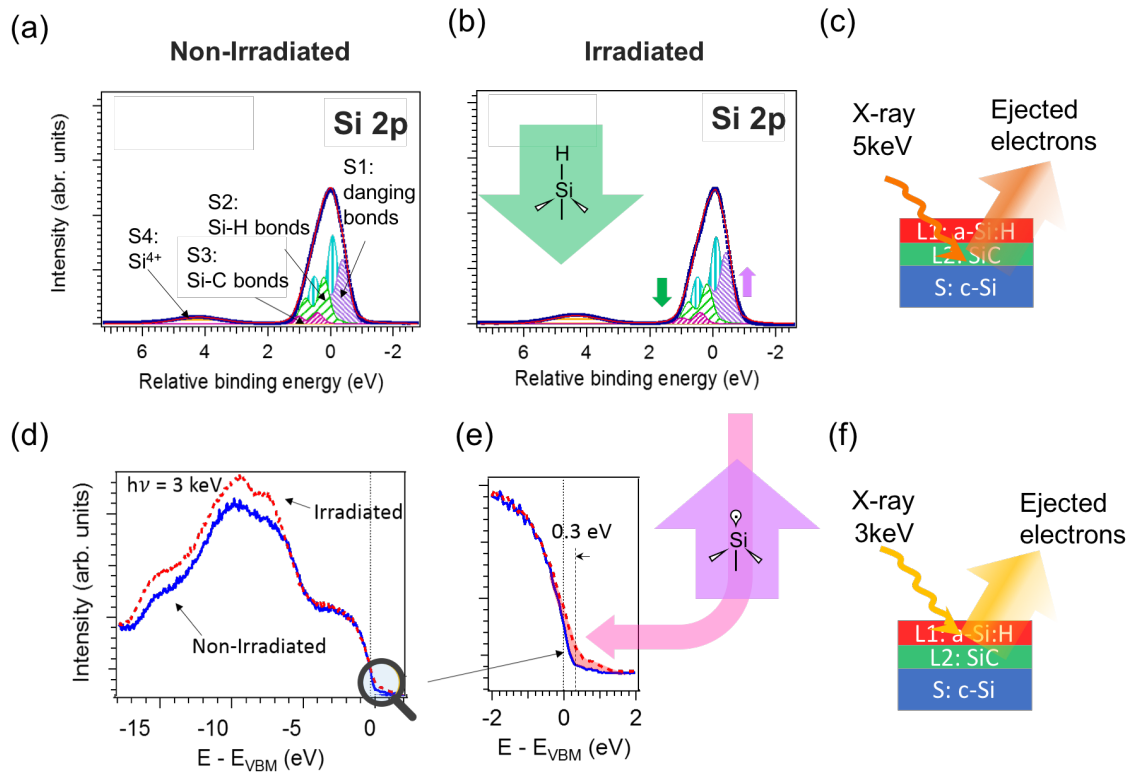 (a)
Non-Irradiated
Si 2p
Intensity (abr. units)
S1:
danging
bonds
S2:
Si-H bonds
S3:
Si-C bonds
S4:
Si4+
6 4 2 0 -2
Relative binding energy (eV)
(b)
Irradiated
Si 2p
H
Si
6 4 2 0 -2
Relative binding energy (eV)
(c)
X-ray
5keV
Ejected
electrons
L1: a-Si:H
L2: SiC
S: c-Si
(d)
hν = 3 keV
Irradiated
Non-Irradiated
Intensity (arb. units)
-15 -10 -5 0
E - EVBM (eV)
(e)
0.3 eV
Si
-2 0 2
E - EVBM (eV)
(f)
X-ray
3keV
Ejected
electrons
L1: a-Si:H
L2: SiC
S: c-Si